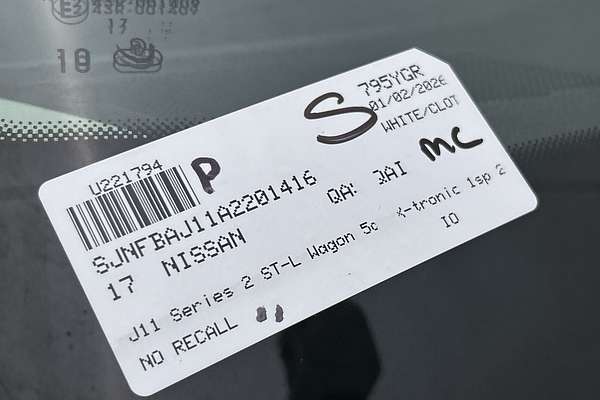 17
18
U221794
P
S
795YGR
01/02/2026
WHITE/CLOT
SJNFBAJ11A2201416
QA: JAI
MC
17 NISSAN
J11 Series 2 ST-L Wagon 5c X-tronic 1sp 2
NO RECALL
IO